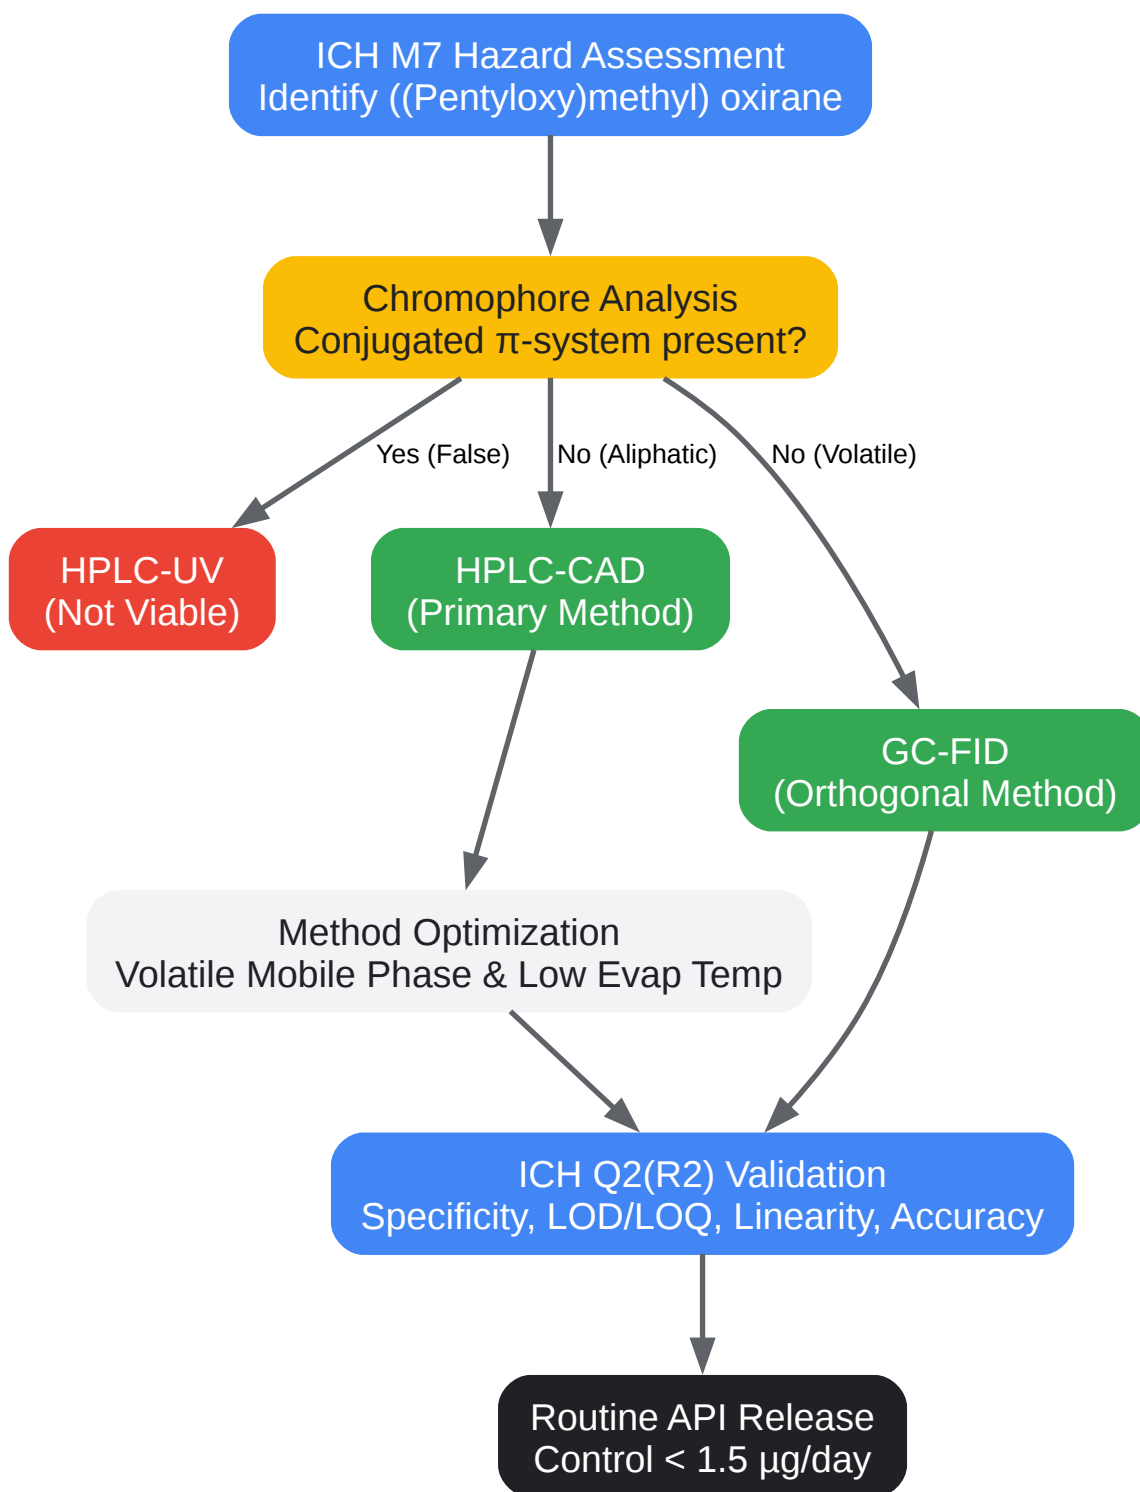 ICH M7 Hazard Assessment
Identify ((Pentyloxy)methyl) oxirane
Chromophore Analysis
Conjugated π-system present?
Yes (False)
No (Aliphatic)
No (Volatile)
HPLC-UV
(Not Viable)
HPLC-CAD
(Primary Method)
GC-FID
(Orthogonal Method)
Method Optimization
Volatile Mobile Phase & Low Evap Temp
ICH Q2(R2) Validation
Specificity, LOD/LOQ, Linearity, Accuracy
Routine API Release
Control < 1.5 µg/day